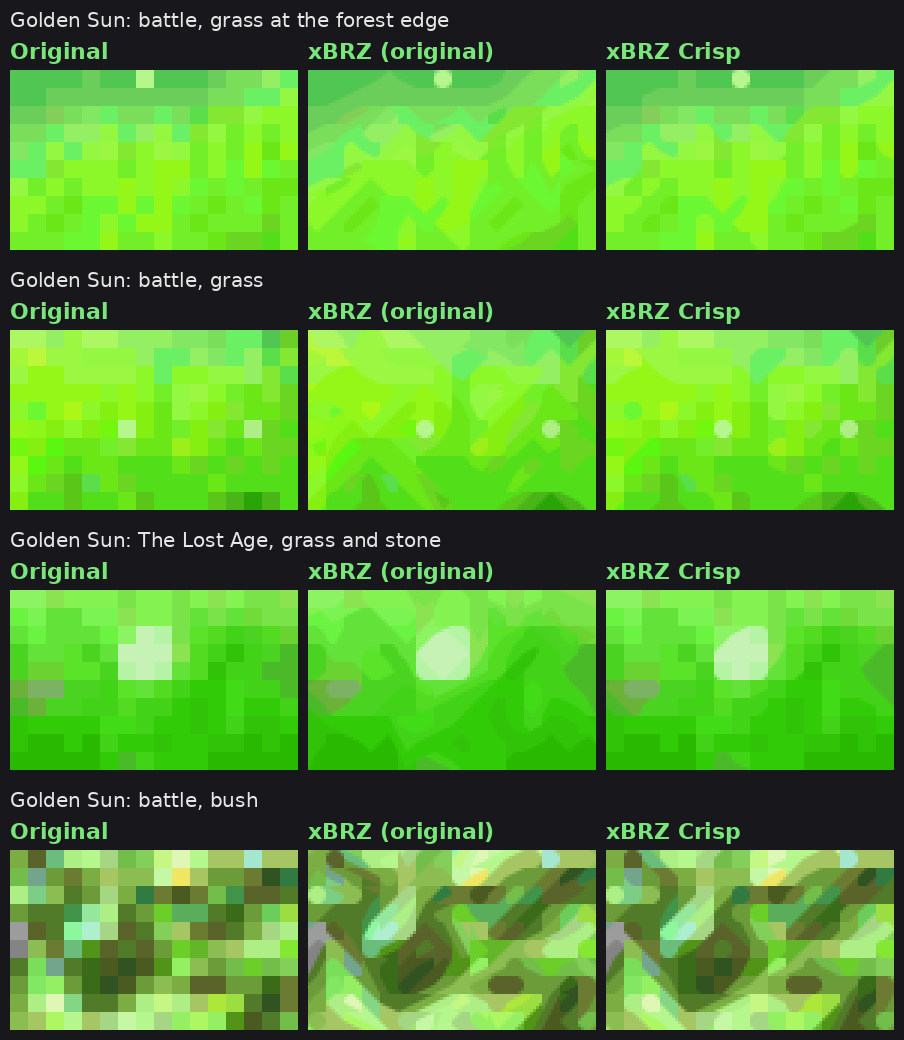 Golden Sun: battle, grass at the forest edge
Original xBRZ (original) xBRZ Crisp
Golden Sun: battle, grass
Original xBRZ (original) xBRZ Crisp
Golden Sun: The Lost Age, grass and stone
Original xBRZ (original) xBRZ Crisp
Golden Sun: battle, bush
Original xBRZ (original) xBRZ Crisp